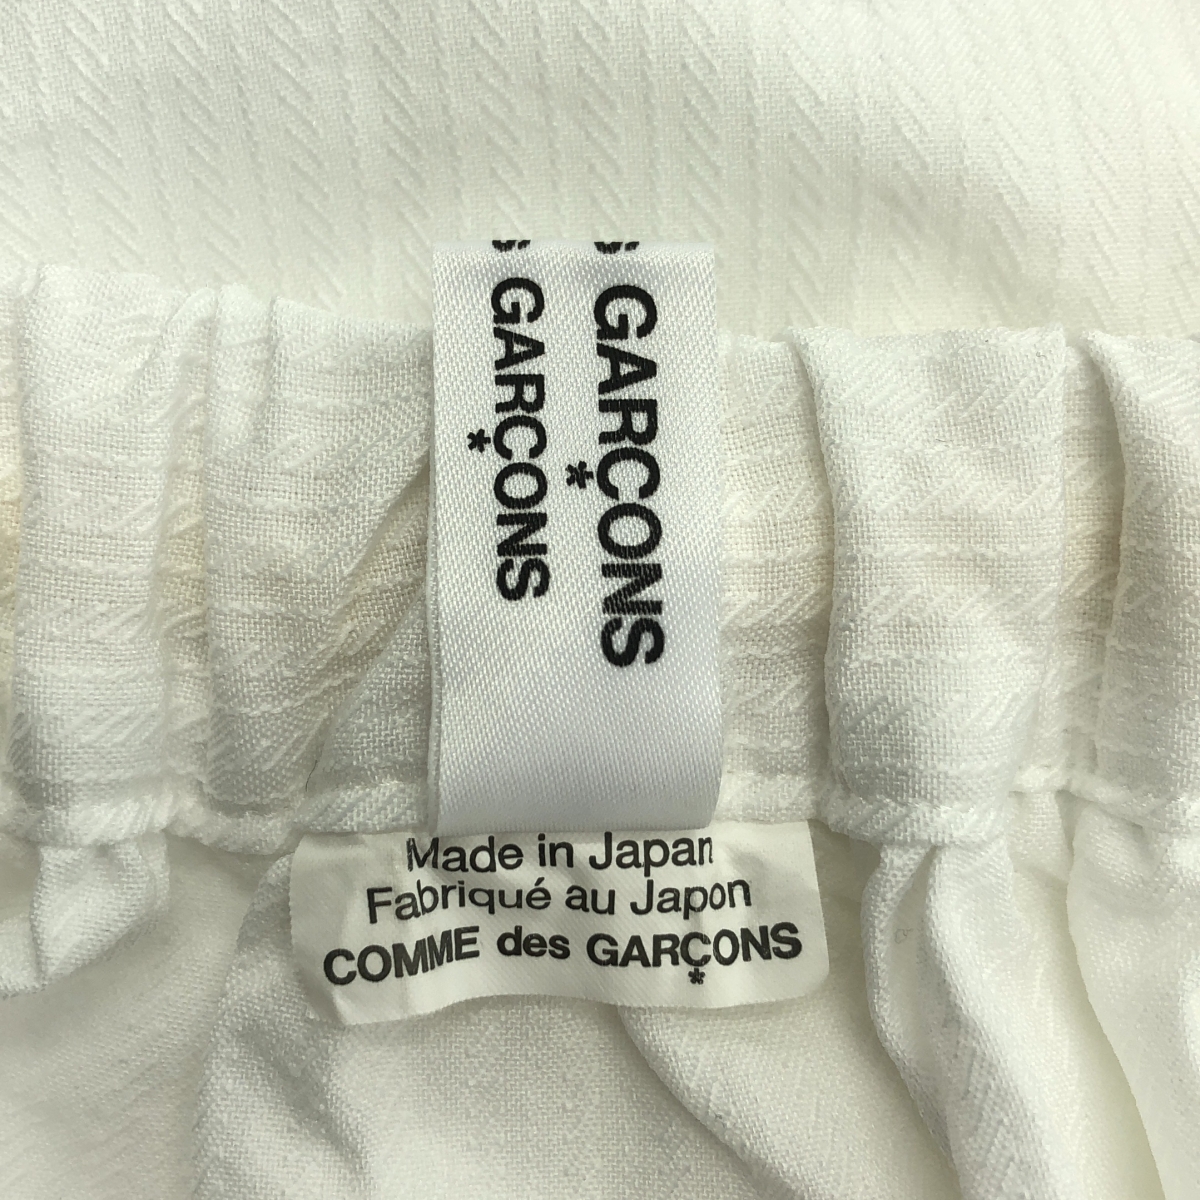 S GARÇONS
S GARÇONS
Made in Japan
Fabriqué au Japon
COMME des GARÇONS